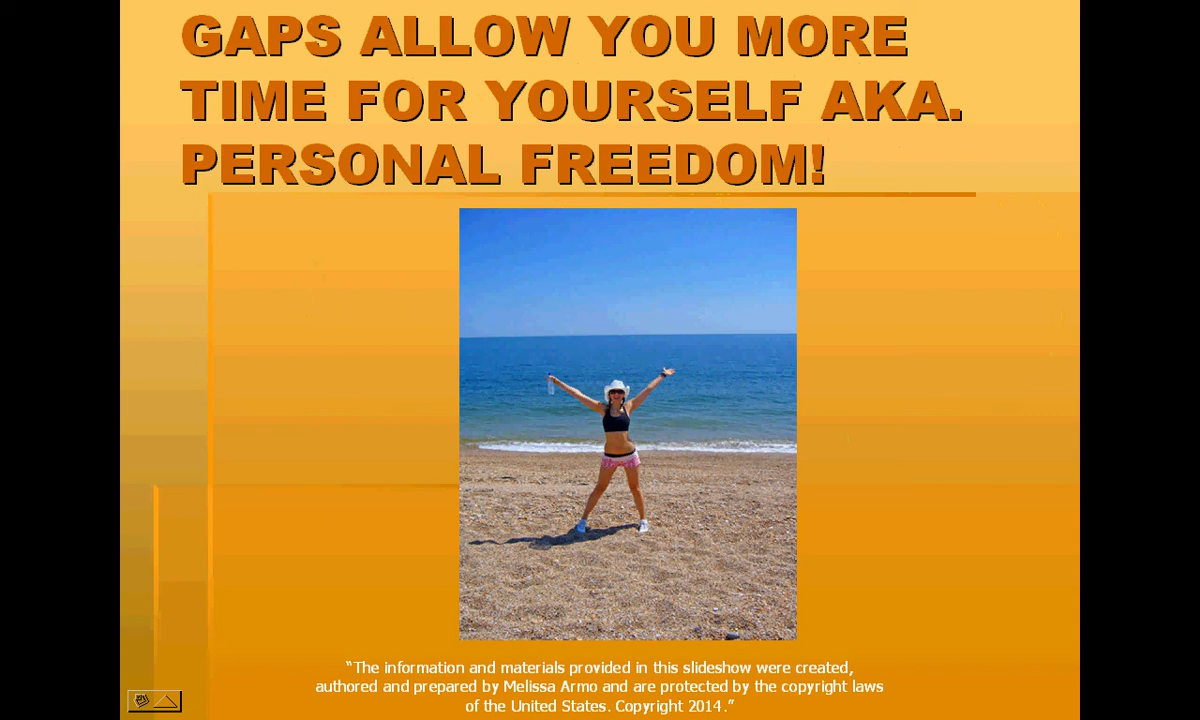 GAPS ALLOW YOU MORE
TIME FOR YOURSELF AKA.
PERSONAL FREEDOM!
“The information and materials provided in this slideshow were created,
authored and prepared by Melissa Armo and are protected by the copyright laws
of the United States. Copyright 2014.”